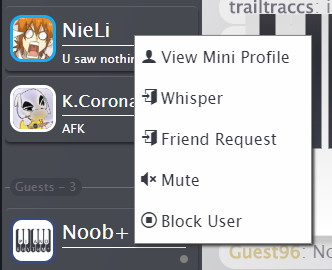 trailtraccs: i
NieLi
U saw nothin
View Mini Profile
Whisper
K.Corona
AFK
Friend Request
Mute
Guests - 3
Block User
Noob+
Guest96: No